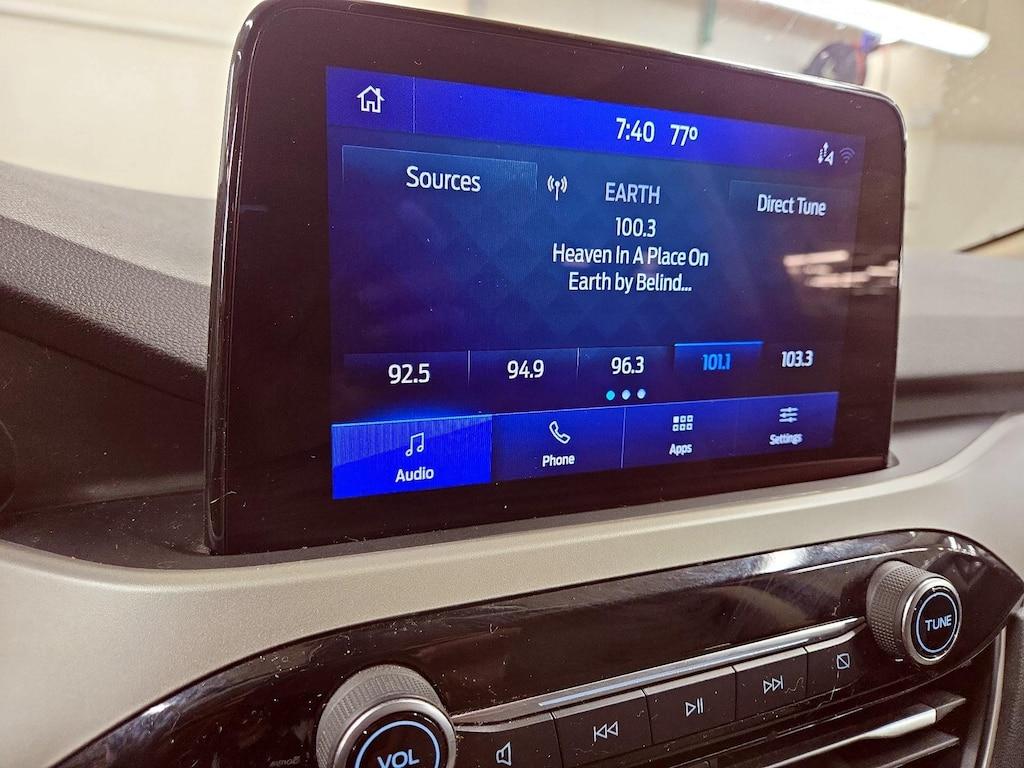 7:40 77°
Sources
EARTH
Direct Tune
100.3
Heaven In A Place On
Earth by Belind...
92.5 94.9 96.3 101.1 103.3
Audio Phone Apps Settings
TUNE
VOL